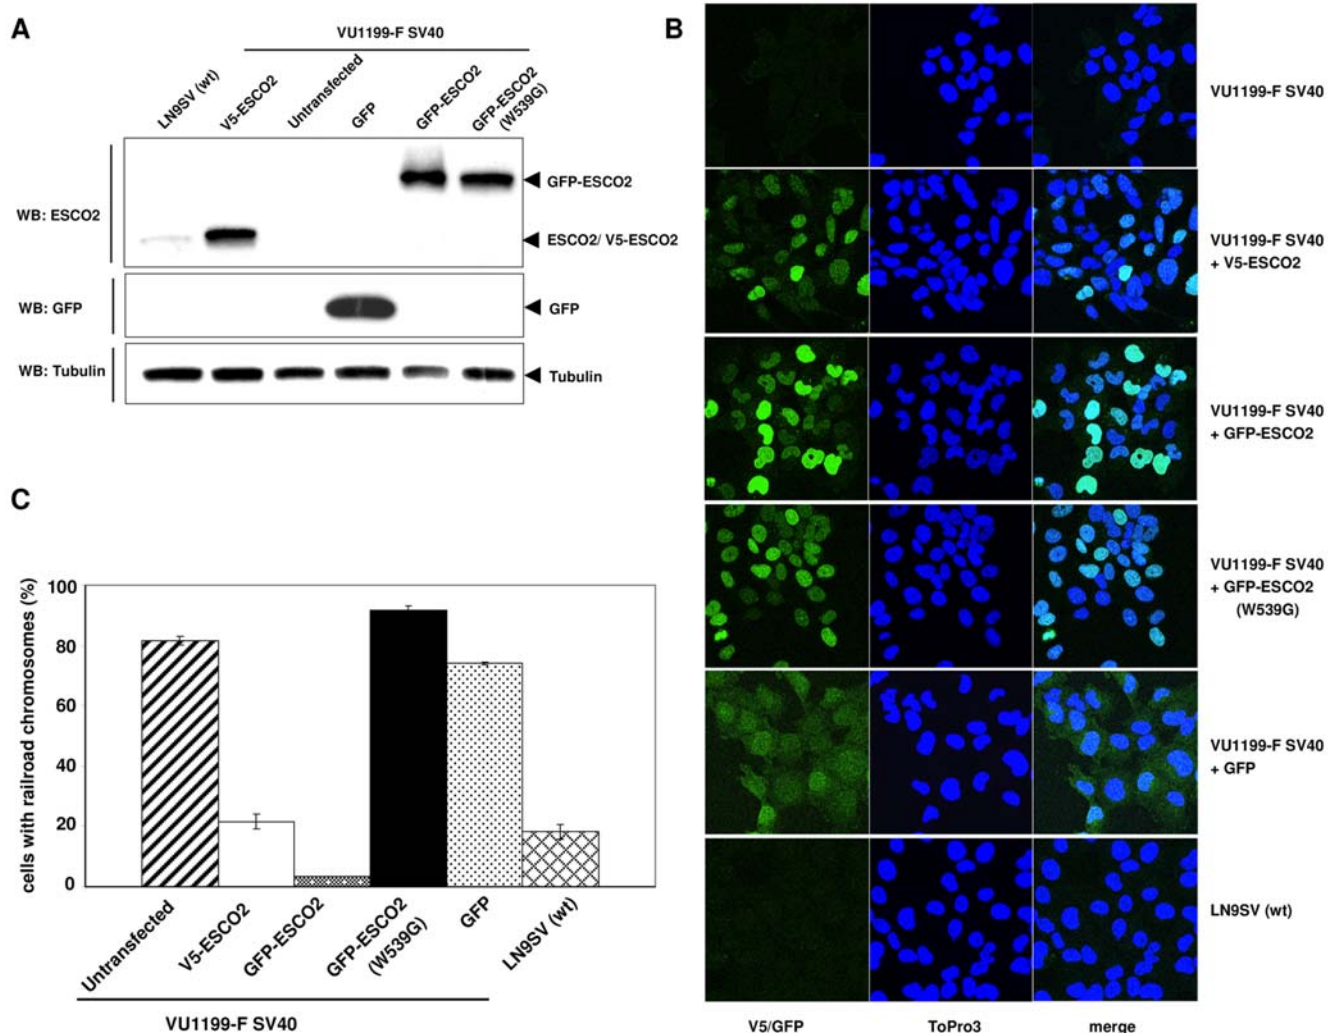 A
VU1199-F SV40
LN9SV (wt)
V5-ESCO2
Untransfected
GFP
GFP-ESCO2
GFP-ESCO2
(W539G)
WB: ESCO2
GFP-ESCO2
ESCO2/ V5-ESCO2
WB: GFP
GFP
WB: Tubulin
Tubulin
B
VU1199-F SV40
VU1199-F SV40
+ V5-ESCO2
VU1199-F SV40
+ GFP-ESCO2
VU1199-F SV40
+ GFP-ESCO2
(W539G)
VU1199-F SV40
+ GFP
LN9SV (wt)
V5/GFP
ToPro3
merge
C
cells with railroad chromosomes (%)
100
80
60
40
20
0
Untransfected
V5-ESCO2
GFP-ESCO2
GFP-ESCO2
(W539G)
GFP
LN9SV (wt)
VU1199-F SV40